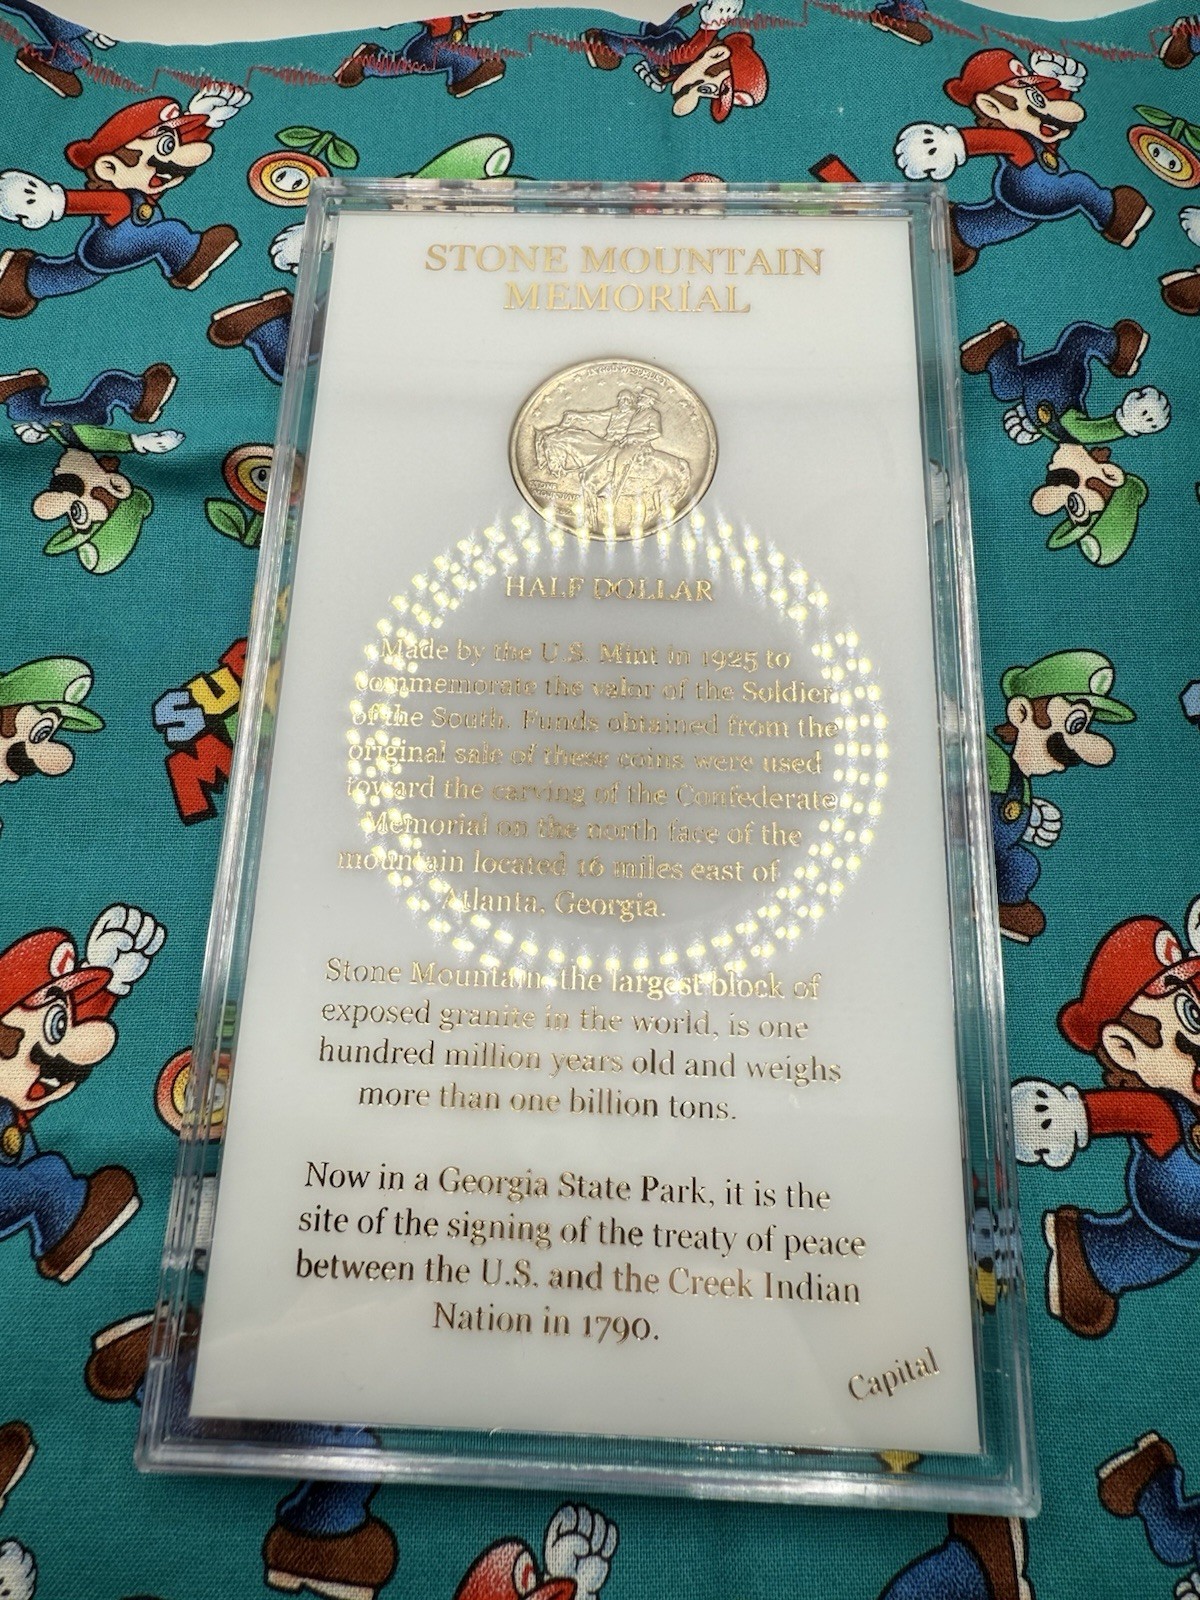 STONE MOUNTAIN
MEMORIAL
STONE
HALF DOLLAR
Made by the U.S. Mint in 1925 to
commemorate the valor of the Soldier
of the South. Funds obtained from the
original sale of these coins were used
toward the carving of the Confederate
Memorial on the north face of the
mountain located 16 miles east of
Atlanta, Georgia.
Stone Mountain, the largest block of
exposed granite in the world, is one
hundred million years old and weighs
more than one billion tons.
Now in a Georgia State Park, it is the
site of the signing of the treaty of peace
between the U.S. and the Creek Indian
Nation in 1790.
Capital
SUP
M